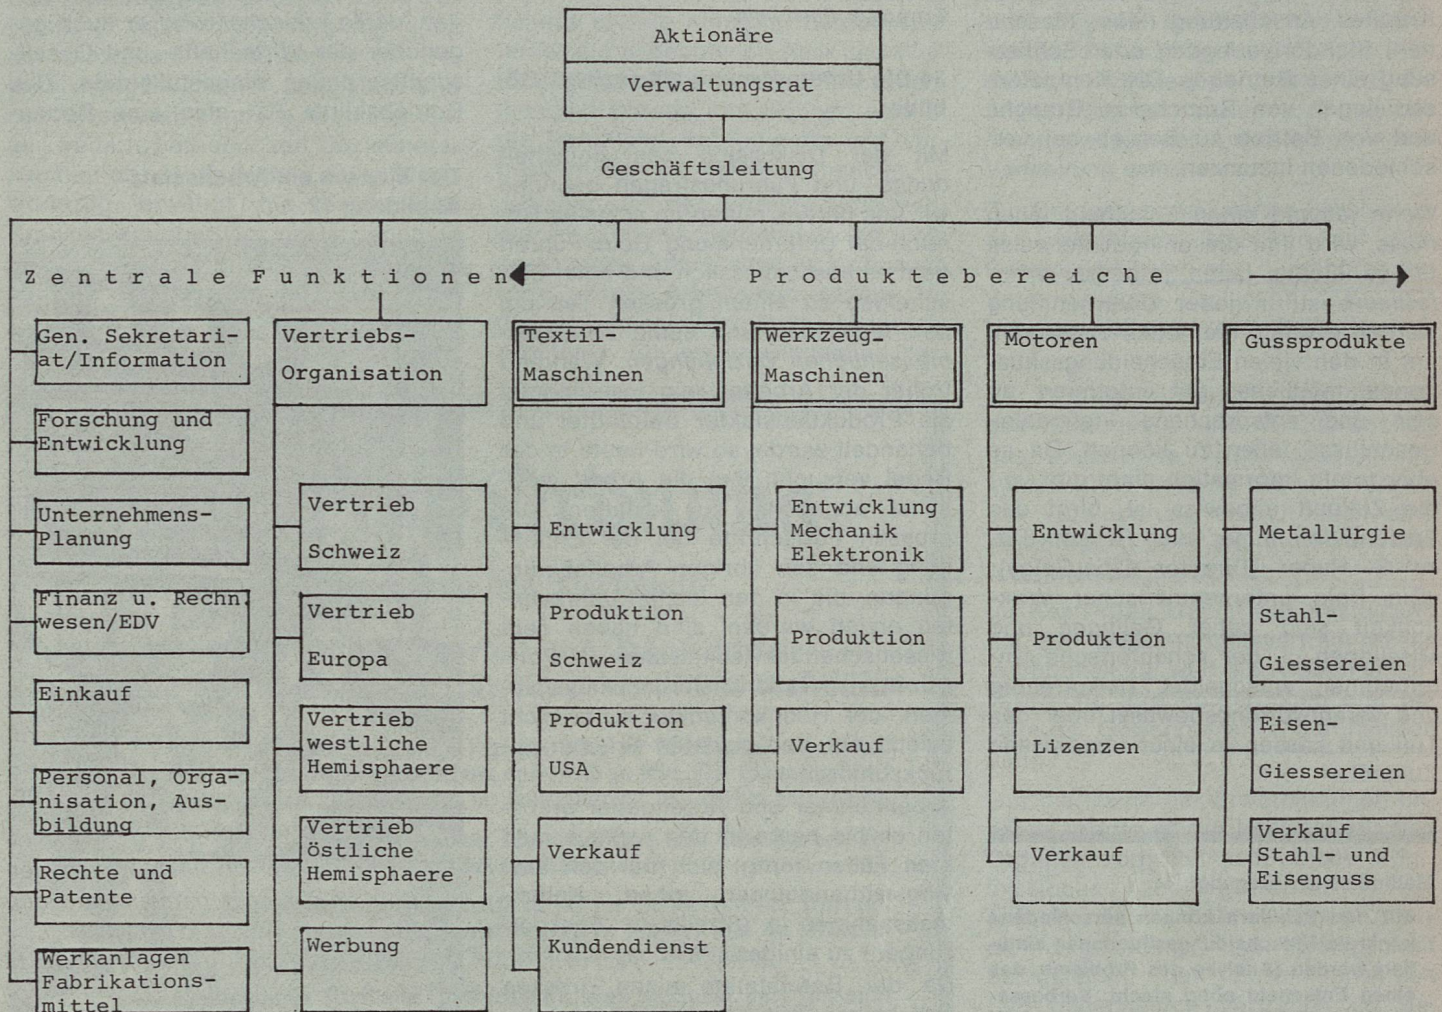 Aktionäre
Verwaltungsrat
Geschäftsleitung
Zentrale Funktionen
Produktebereiche
Gen. Sekretari-
at/Information
Forschung und
Entwicklung
Unternehmens-
Planung
Finanz u. Rechn.
wesen/EDV
Einkauf
Personal, Orga-
nisation, Aus-
bildung
Rechte und
Patente
Werkanlagen
Fabrikations-
mittel
Vertriebs-
Organisation
Vertrieb
Schweiz
Vertrieb
Europa
Vertrieb
westliche
Hemisphaere
Vertrieb
östliche
Hemisphaere
Werbung
Textil-
Maschinen
Entwicklung
Produktion
Schweiz
Produktion
USA
Verkauf
Kundendienst
Werkzeug-
Maschinen
Entwicklung
Mechanik
Elektronik
Produktion
Verkauf
Motoren
Entwicklung
Produktion
Lizenzen
Verkauf
Gussprodukte
Metallurgie
Stahl-
Giessereien
Eisen-
Giessereien
Verkauf
Stahl- und
Eisenguss